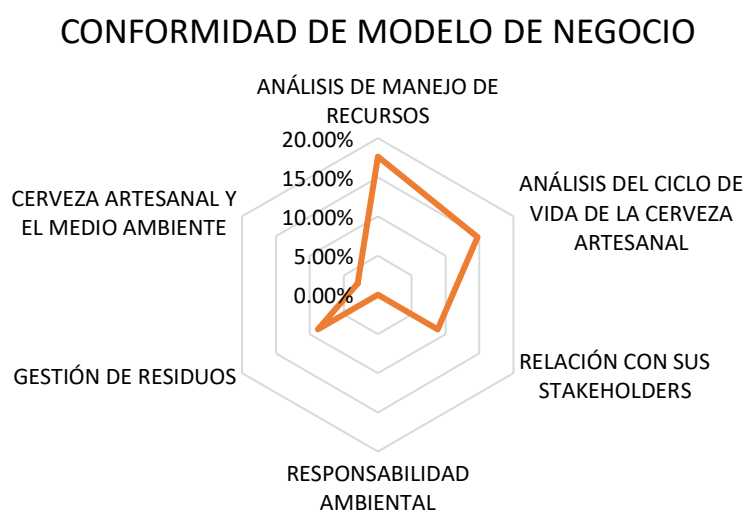 CONFORMIDAD DE MODELO DE NEGOCIO
ANÁLISIS DE MANEJO DE
RECURSOS
20.00%
15.00%
10.00%
5.00%
0.00%
ANÁLISIS DEL CICLO DE
VIDA DE LA CERVEZA
ARTESANAL
RELACIÓN CON SUS
STAKEHOLDERS
RESPONSABILIDAD
AMBIENTAL
GESTIÓN DE RESIDUOS
CERVEZA ARTESANAL Y
EL MEDIO AMBIENTE